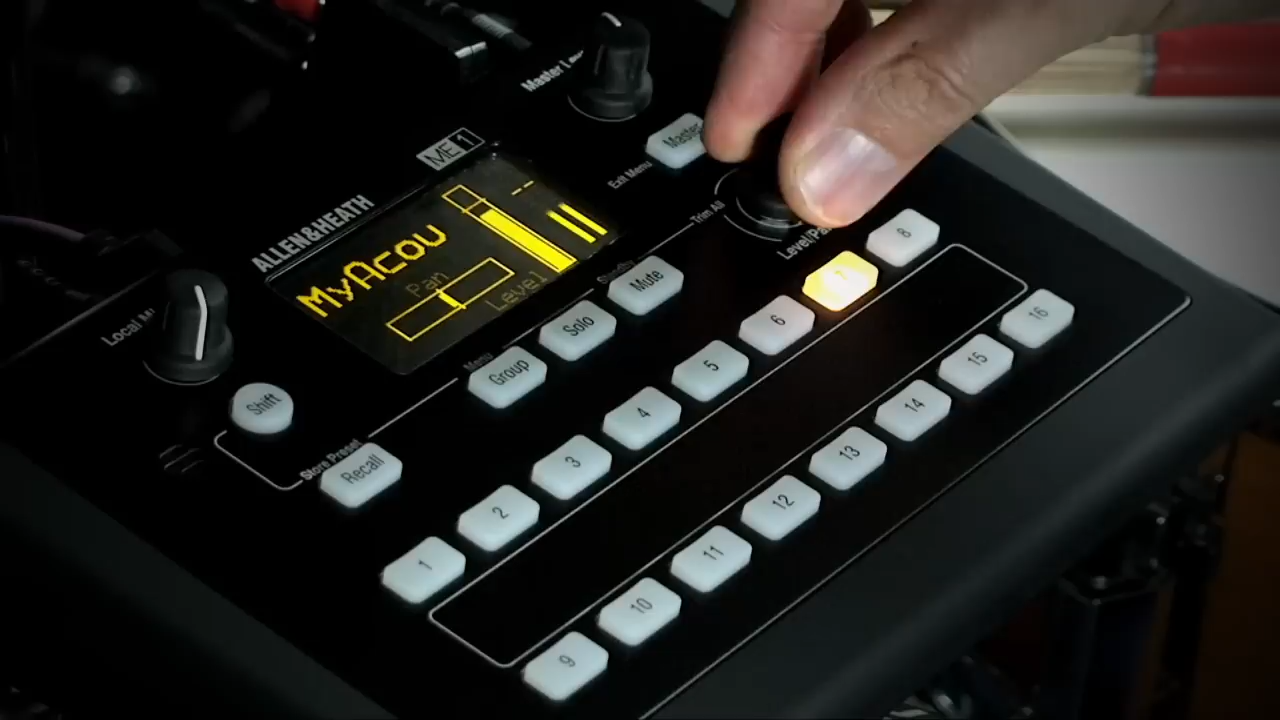 Master Level
Master
Exit Menu
ME 1
ALLEN&HEATH
MyAcou
Pan
Level
Trim All
Level/Pan
Local
Mute
Solo
Menu
Group
Shift
Store Preset
Recall
1
2
3
4
5
6
7
8
9
10
11
12
13
14
15
16